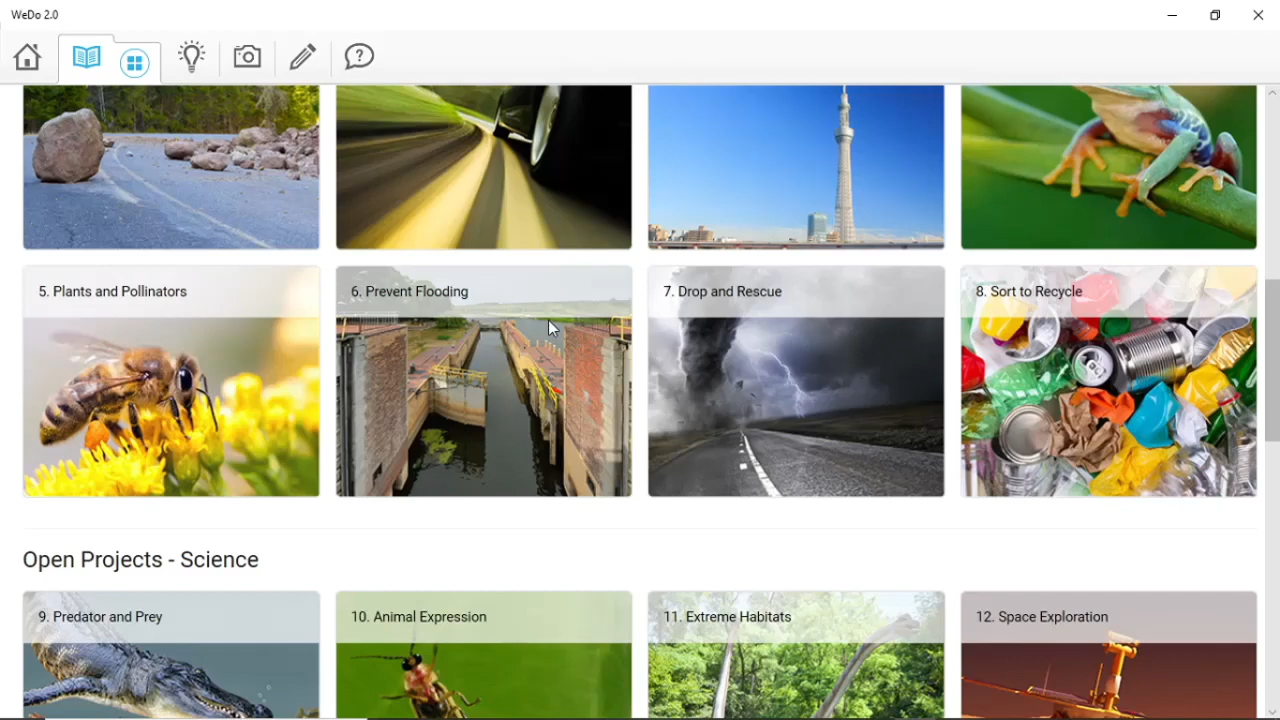 WeDo 2.0
5. Plants and Pollinators
6. Prevent Flooding
7. Drop and Rescue
8. Sort to Recycle
Open Projects - Science
9. Predator and Prey
10. Animal Expression
11. Extreme Habitats
12. Space Exploration